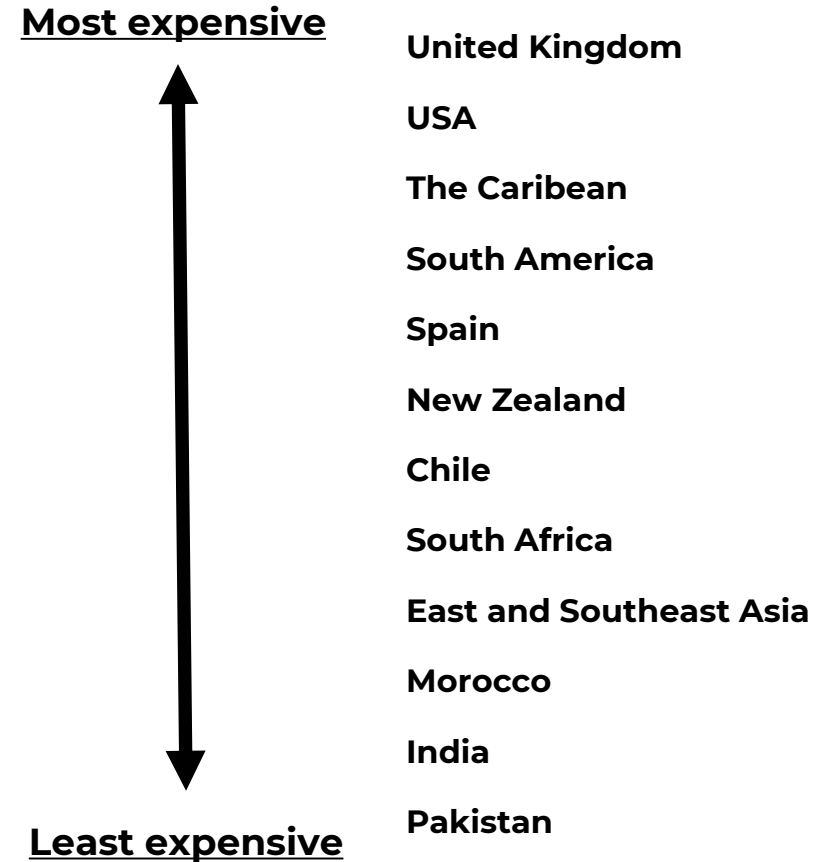 Most expensive
United Kingdom
USA
The Caribean
South America
Spain
New Zealand
Chile
South Africa
East and Southeast Asia
Morocco
India
Pakistan
Least expensive